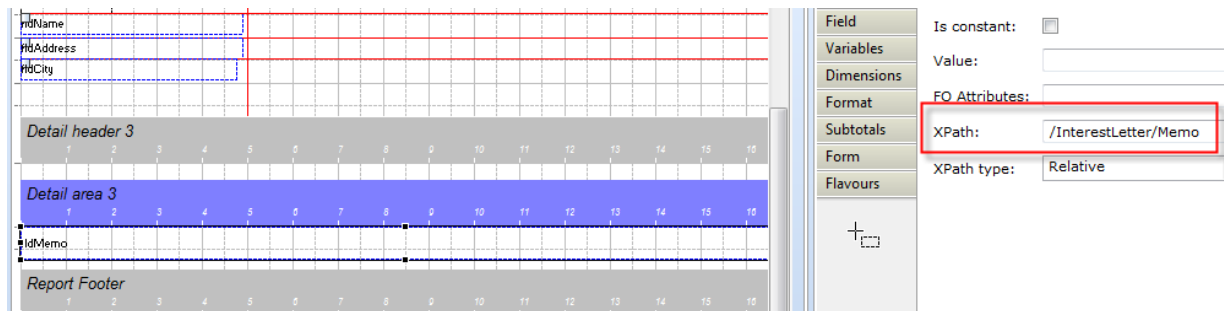 fldName
fldAddress
fldCity
Detail header 3
1 2 3 4 5 6 7 8 9 10 11 12 13 14 15 16
Detail area 3
1 2 3 4 5 6 7 8 9 10 11 12 13 14 15 16
ldMemo
Report Footer
1 2 3 4 5 6 7 8 9 10 11 12 13 14 15 16
Field
Variables
Dimensions
Format
Subtotals
Form
Flavours
Is constant:
Value:
FO Attributes:
XPath: /InterestLetter/Memo
XPath type: Relative